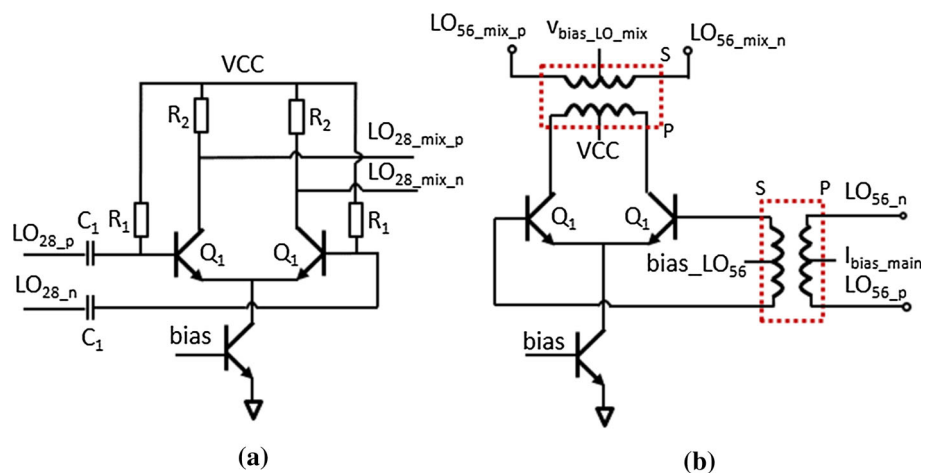 VCC
R2
R2
LO28_mix_p
LO28_mix_n
R1
R1
C1
LO28_p
Q1
Q1
LO28_n
C1
bias
(a)
vbias_LO_mix
LO56_mix_p
LO56_mix_n
S
P
VCC
Q1
Q1
S
P
LO56_n
bias_LO56
Ibias_main
LO56_p
bias
(b)